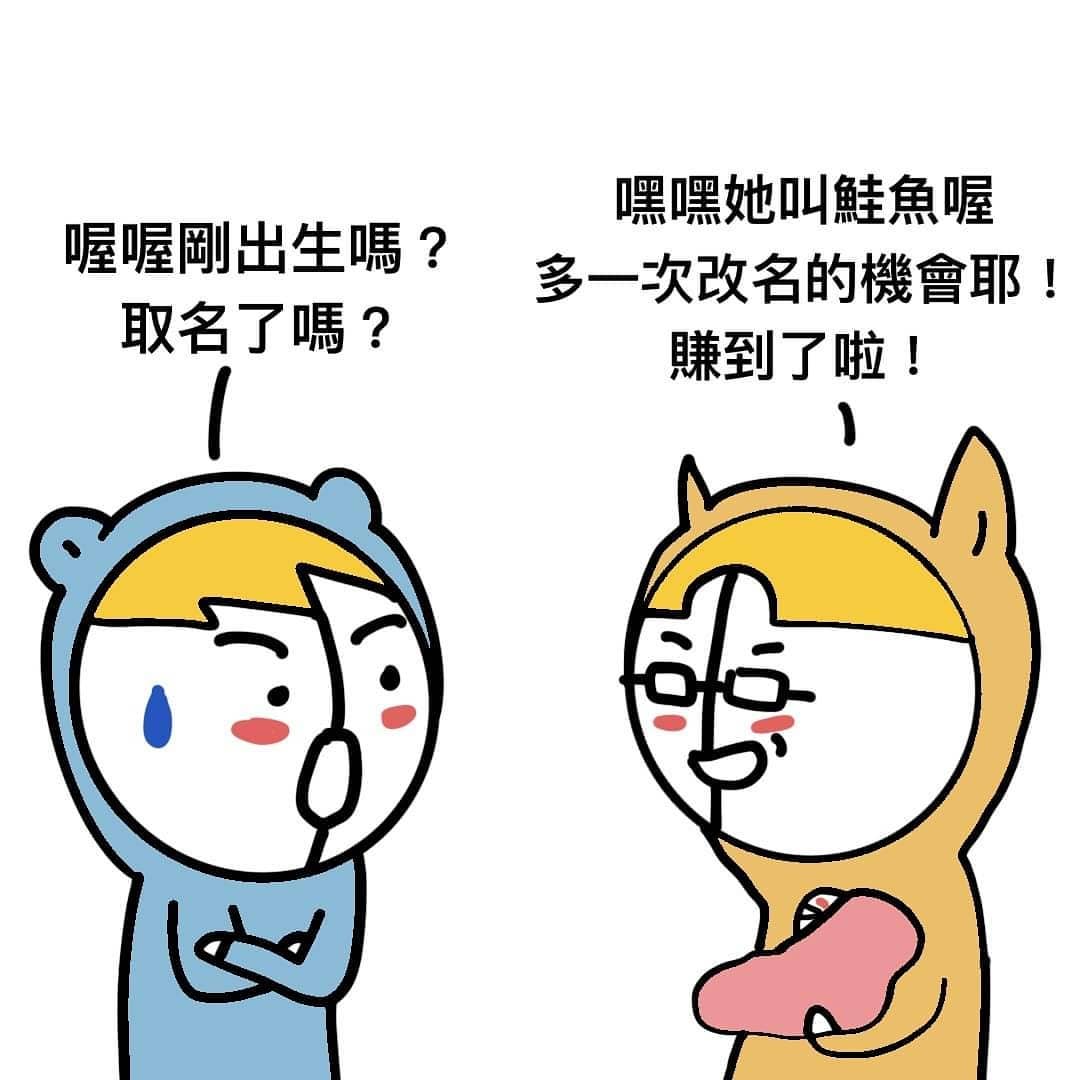 喔喔剛出生嗎？
取名了嗎？
嘿嘿她叫鮭魚喔
多一次改名的機會耶！
賺到了啦！